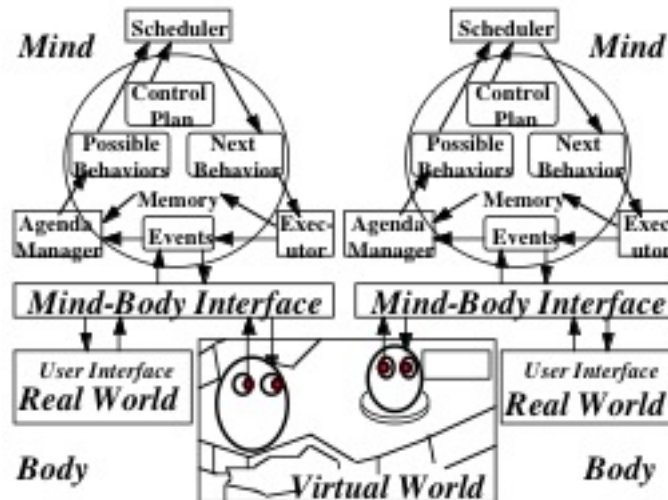 Scheduler
Mind
Control
Plan
Possible
Behaviors
Next
Behavior
Memory
Agenda
Manager
Events
Exec-
utor
Mind-Body Interface
User Interface
Real World
Body
Scheduler
Mind
Control
Plan
Possible
Behaviors
Next
Behavior
Memory
Agenda
Manager
Events
Exec-
utor
Mind-Body Interface
User Interface
Real World
Body
Virtual World